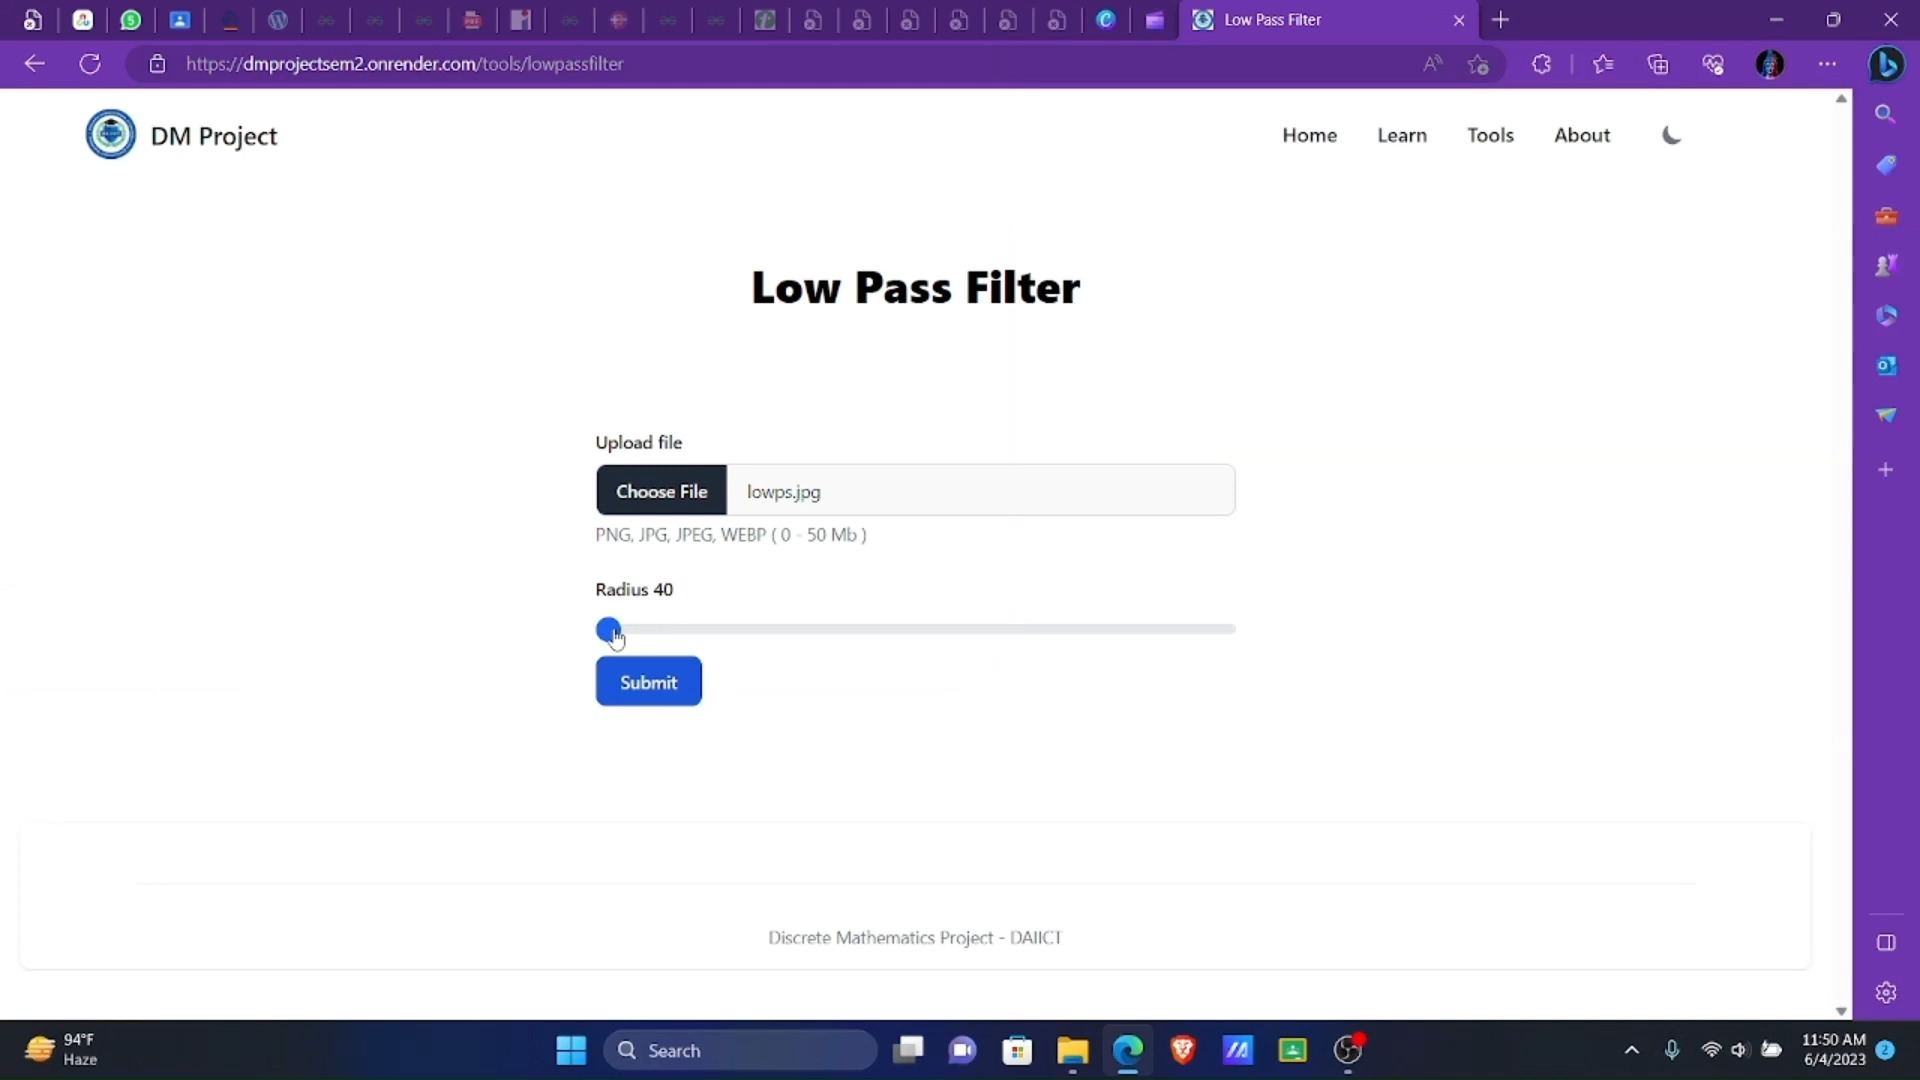 Low Pass Filter
https://dmprojectsem2.onrender.com/tools/lowpassfilter
DM Project
Home
Learn
Tools
About
Low Pass Filter
Upload file
Choose File
lowps.jpg
PNG, JPG, JPEG, WEBP ( 0 - 50 Mb )
Radius 40
Submit
Discrete Mathematics Project - DAIICT
94°F
Haze
Search
11:50 AM
6/4/2023
2